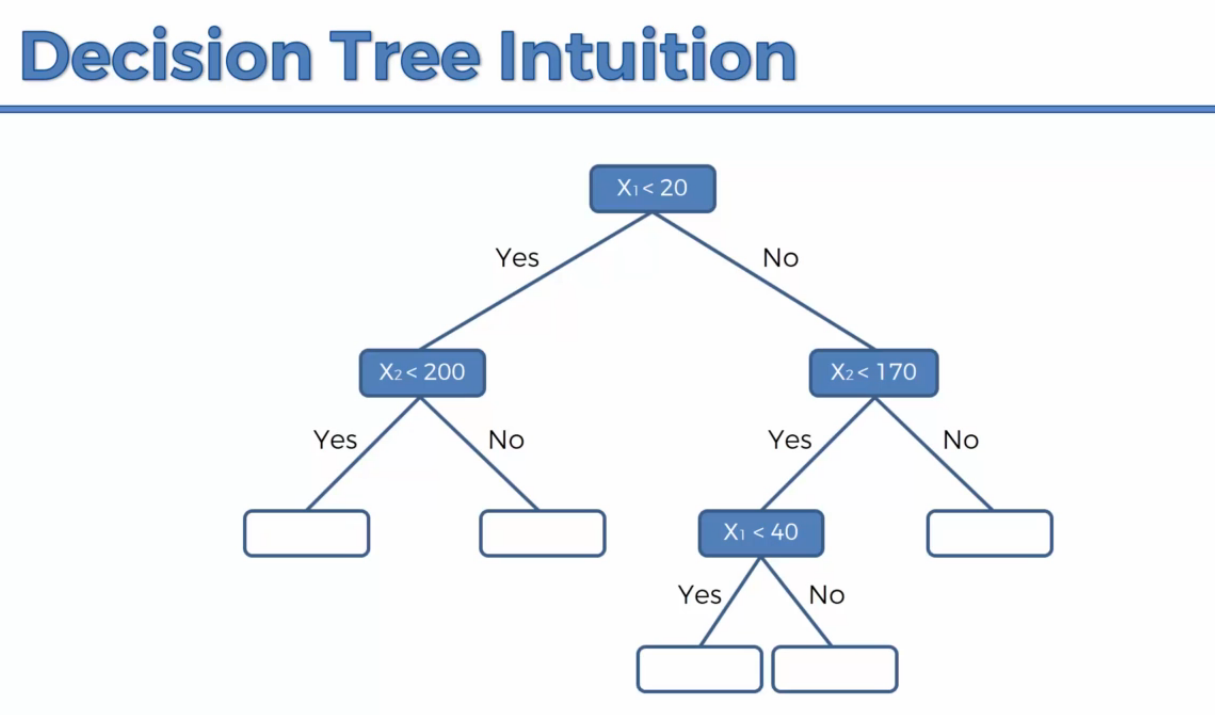 Decision Tree Intuition
X₁ < 20
Yes
No
X₂ < 200
X₂ < 170
Yes
No
Yes
No
X₁ < 40
Yes
No